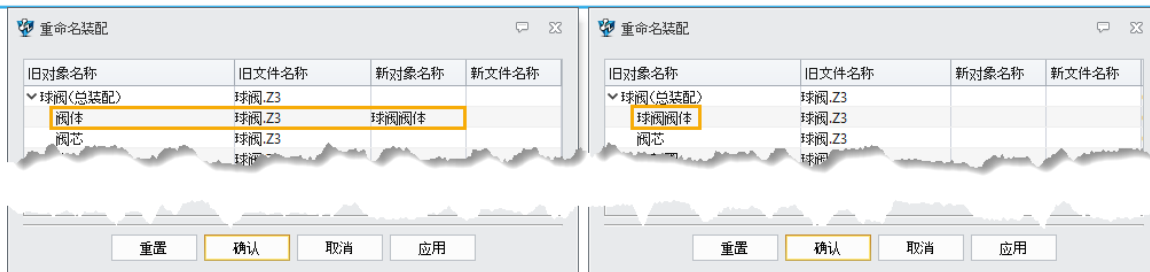 重命名装配
旧对象名称 旧文件名称 新对象名称 新文件名称
球阀(总装配) 球阀.Z3
阀体 球阀.Z3 球阀阀体
阀芯 球阀.Z3
球阀.Z3
重置 确认 取消 应用
重命名装配
旧对象名称 旧文件名称 新对象名称 新文件名称
球阀(总装配) 球阀.Z3
球阀阀体 球阀.Z3
阀芯 球阀.Z3
重置 确认 取消 应用